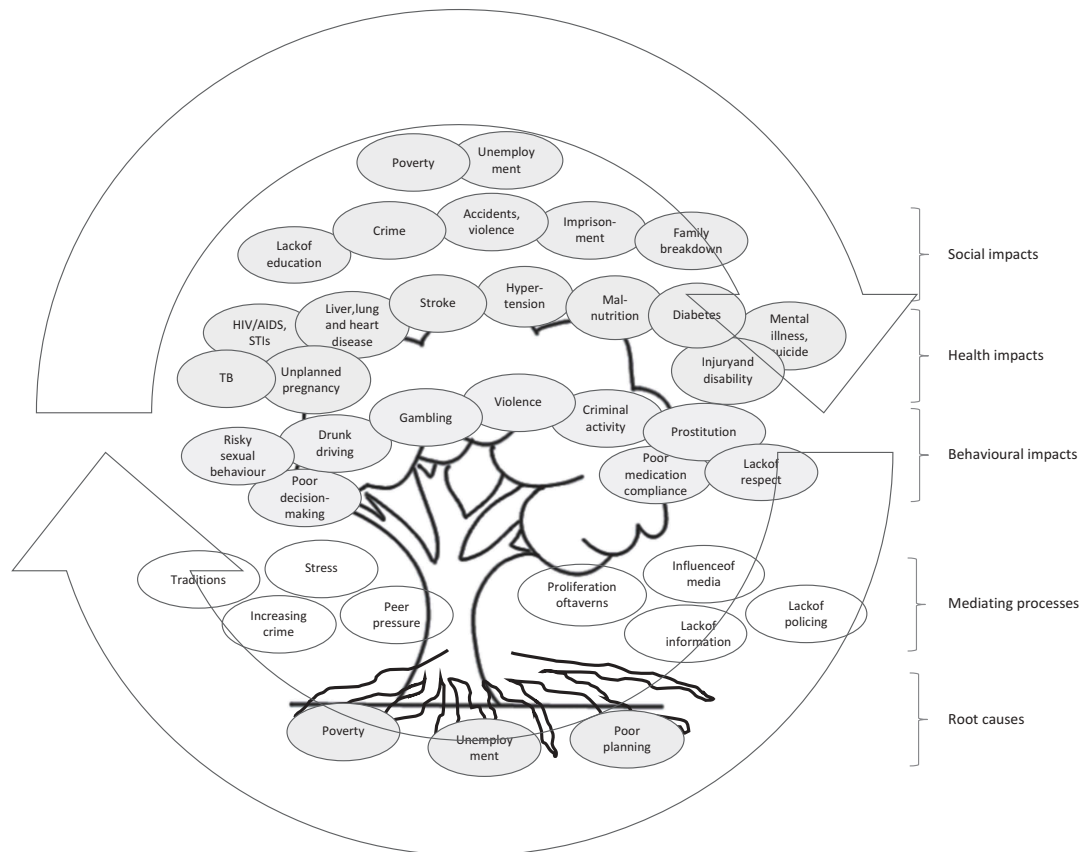 Poverty
Unemploy
ment
Lackof
education
Crime
Accidents,
violence
Imprison-
ment
Family
breakdown
Social impacts
HIV/AIDS,
STIs
Liver,lung
and heart
disease
Stroke
Hyper-
tension
Mal-
nutrition
Diabetes
Mental
illness,
suicide
TB
Unplanned
pregnancy
Injuryand
disability
Health impacts
Risky
sexual
behaviour
Drunk
driving
Gambling
Violence
Criminal
activity
Prostitution
Poor
decision-
making
Poor
medication
compliance
Lackof
respect
Behavioural impacts
Traditions
Stress
Increasing
crime
Peer
pressure
Proliferation
oftaverns
Influenceof
media
Lackof
information
Lackof
policing
Mediating processes
Poverty
Unemploy
ment
Poor
planning
Root causes